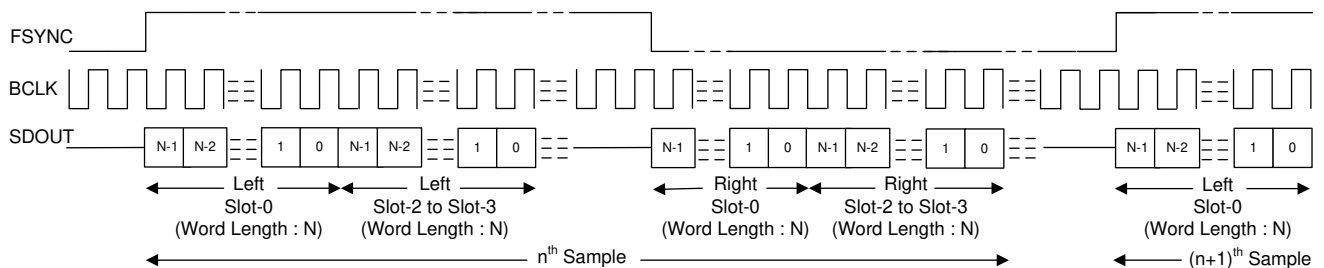 FSYNC
BCLK
SDOUT
N-1 N-2 1 0 N-1 N-2 1 0 N-1 1 0 N-1 N-2 1 0 N-1 N-2 1 0
Left Left Right Right Left
Slot-0 Slot-2 to Slot-3 Slot-0 Slot-2 to Slot-3 Slot-0
(Word Length : N) (Word Length : N) (Word Length : N) (Word Length : N) (Word Length : N)
nth Sample (n+1)th Sample